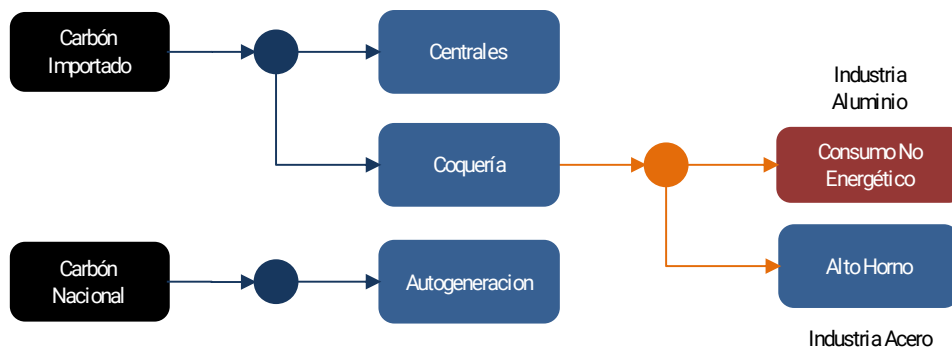 Carbón
Importado
Centrales
Industria
Aluminio
Coquería
Consumo No
Energético
Carbón
Nacional
Autogeneracion
Alto Horno
Industria Acero